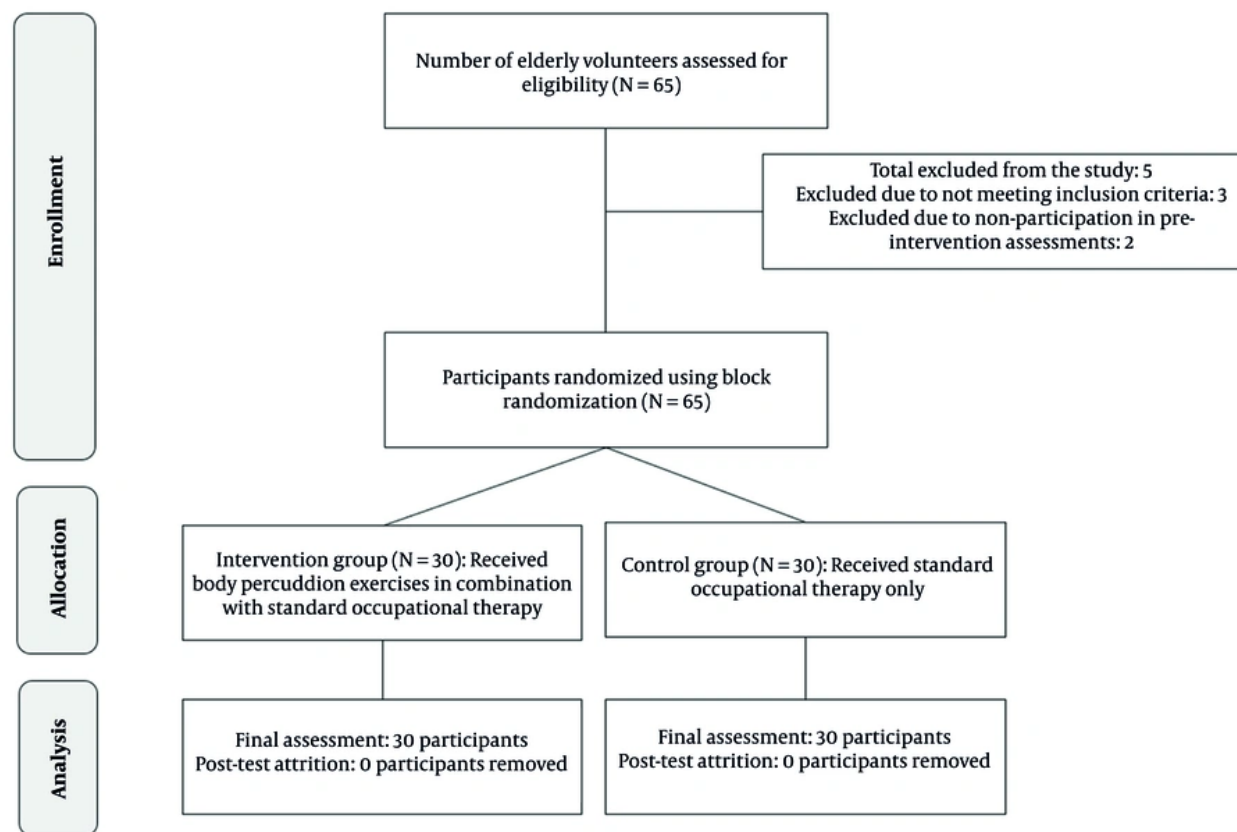 Enrollment
Number of elderly volunteers assessed for
eligibility (N = 65)
Total excluded from the study: 5
Excluded due to not meeting inclusion criteria: 3
Excluded due to non-participation in pre-
intervention assessments: 2
Participants randomized using block
randomization (N = 65)
Allocation
Intervention group (N = 30): Received
body percuddion exercises in combination
with standard occupational therapy
Control group (N = 30): Received standard
occupational therapy only
Analysis
Final assessment: 30 participants
Post-test attrition: 0 participants removed
Final assessment: 30 participants
Post-test attrition: 0 participants removed